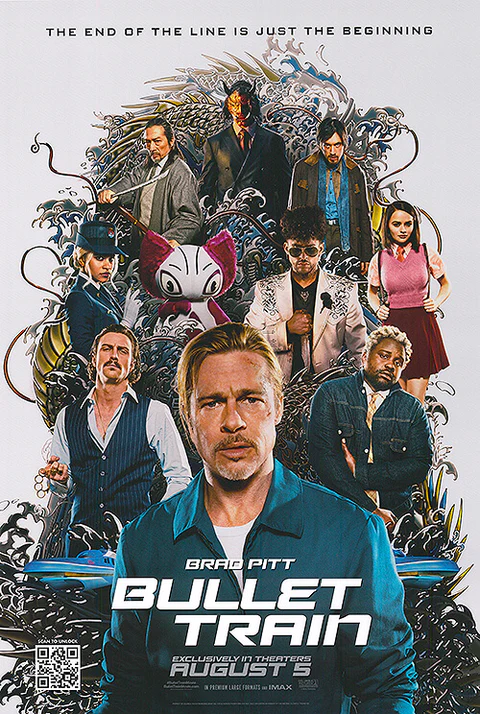 THE END OF THE LINE IS JUST THE BEGINNING
BRAD PITT
BULLET
TRAIN
SCAN TO UNLOCK
EXCLUSIVELY IN THEATERS
AUGUST 5
IN PREMIUM LARGE FORMATS AND IMAX